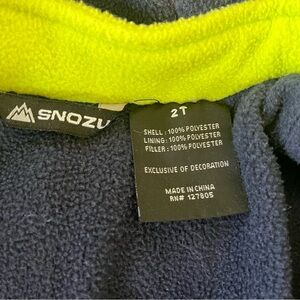 SNOZU
2T
SHELL : 100% POLYESTER
LINING : 100% POLYESTER
FILLER : 100% POLYESTER
EXCLUSIVE OF DECORATION
MADE IN CHINA
RN# 127805